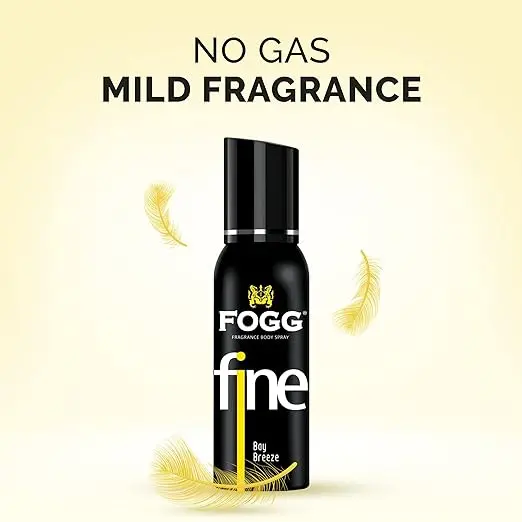 NO GAS
MILD FRAGRANCE
FOGG®
FRAGRANCE BODY SPRAY
fine
Bay
Breeze